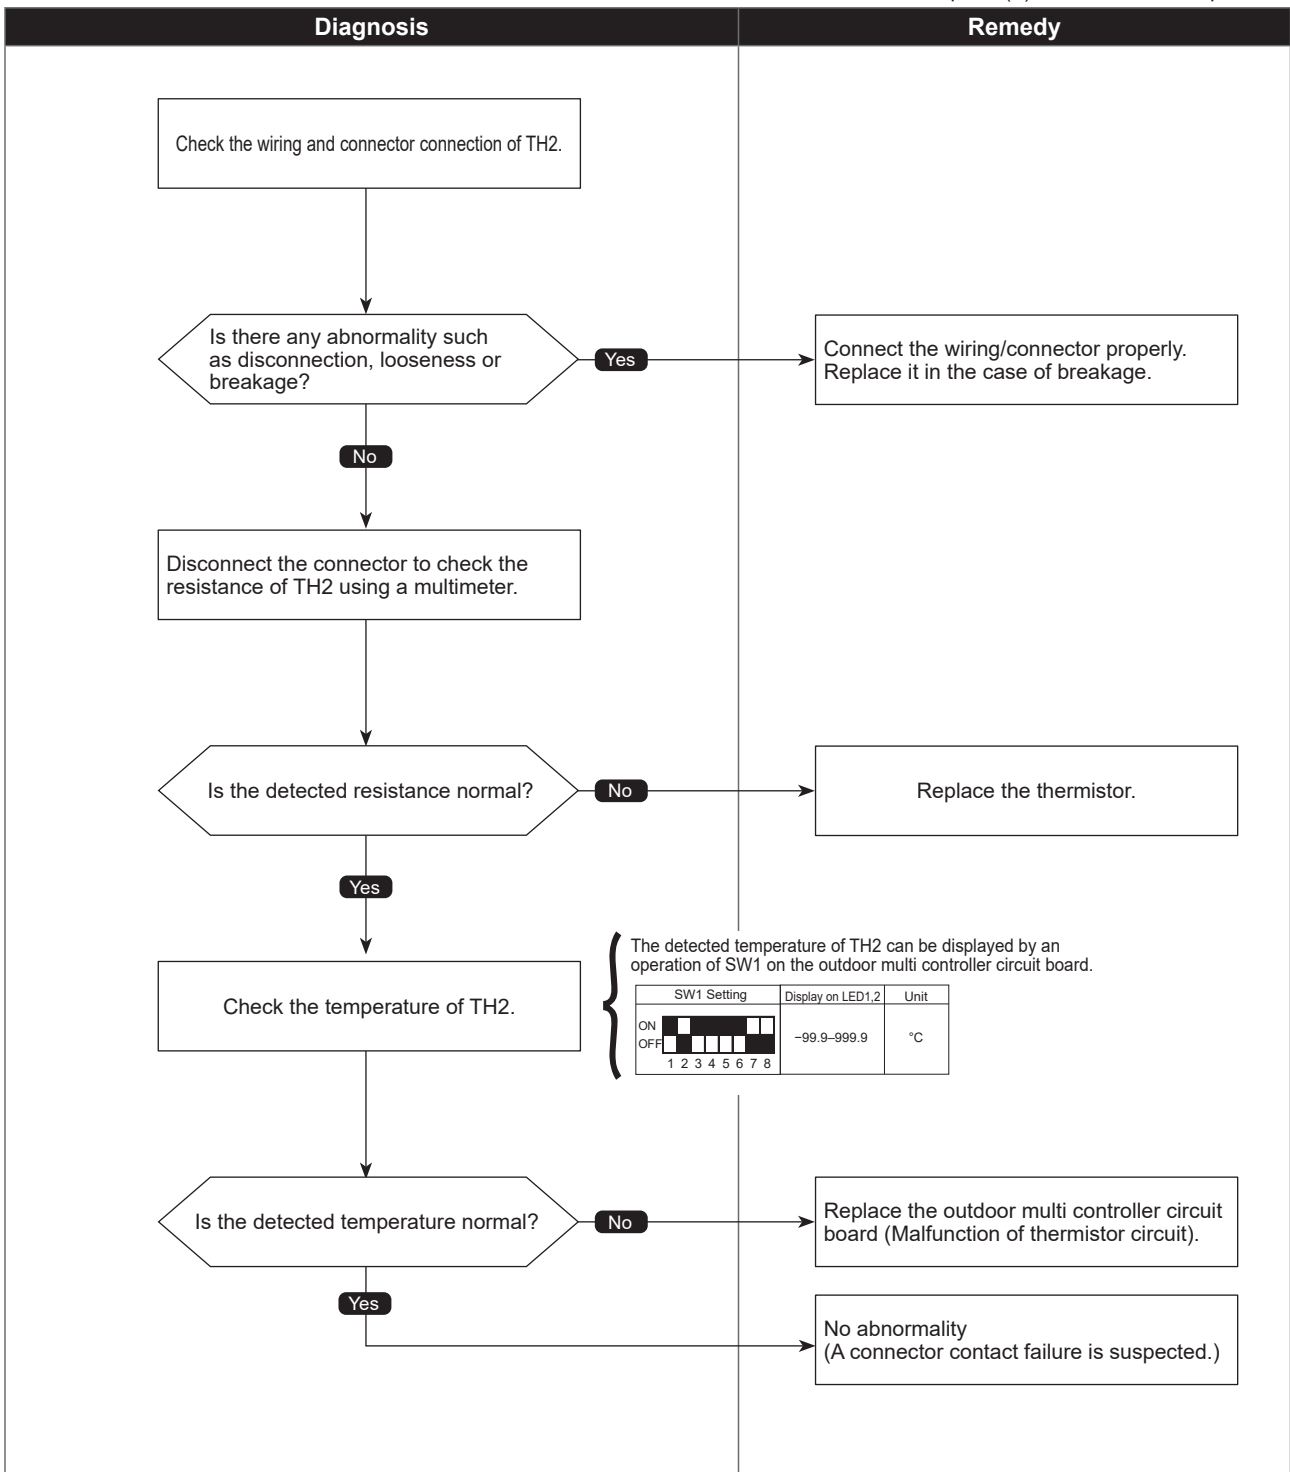 Diagnosis
Remedy
Check the wiring and connector connection of TH2.
Is there any abnormality such
as disconnection, looseness or
breakage?
Yes
Connect the wiring/connector properly.
Replace it in the case of breakage.
No
Disconnect the connector to check the
resistance of TH2 using a multimeter.
Is the detected resistance normal?
No
Replace the thermistor.
Yes
Check the temperature of TH2.
The detected temperature of TH2 can be displayed by an
operation of SW1 on the outdoor multi controller circuit board.
SW1 Setting
Display on LED1,2
Unit
ON
OFF
1 2 3 4 5 6 7 8
−99.9–999.9
°C
Is the detected temperature normal?
No
Replace the outdoor multi controller circuit
board (Malfunction of thermistor circuit).
Yes
No abnormality
(A connector contact failure is suspected.)